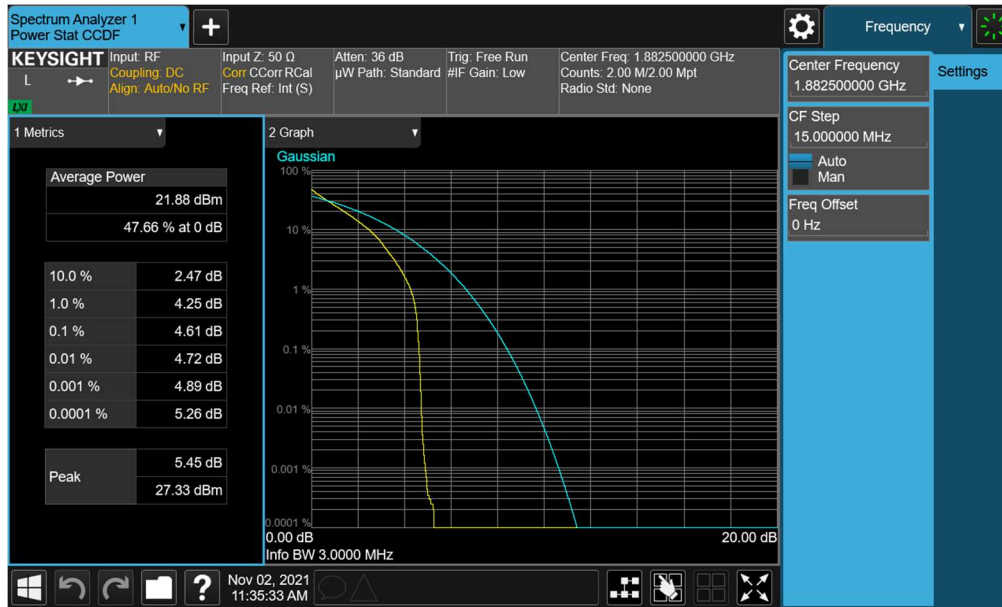 Spectrum Analyzer 1
Power Stat CCDF
Frequency
KEYSIGHT
L
LXI
Input: RF
Coupling: DC
Align: Auto/No RF
Input Z: 50 Ω
Corr CCorr RCal
Freq Ref: Int (S)
Atten: 36 dB
µW Path: Standard
Trig: Free Run
#IF Gain: Low
Center Freq: 1.882500000 GHz
Counts: 2.00 M/2.00 Mpt
Radio Std: None
Center Frequency
1.882500000 GHz
Settings
CF Step
15.000000 MHz
Auto
Man
Freq Offset
0 Hz
1 Metrics
Average Power
21.88 dBm
47.66 % at 0 dB
10.0 % 2.47 dB
1.0 % 4.25 dB
0.1 % 4.61 dB
0.01 % 4.72 dB
0.001 % 4.89 dB
0.0001 % 5.26 dB
Peak
5.45 dB
27.33 dBm
2 Graph
Gaussian
100 %
10 %
1 %
0.1 %
0.01 %
0.001 %
0.0001 %
0.00 dB 20.00 dB
Info BW 3.0000 MHz
?
Nov 02, 2021
11:35:33 AM